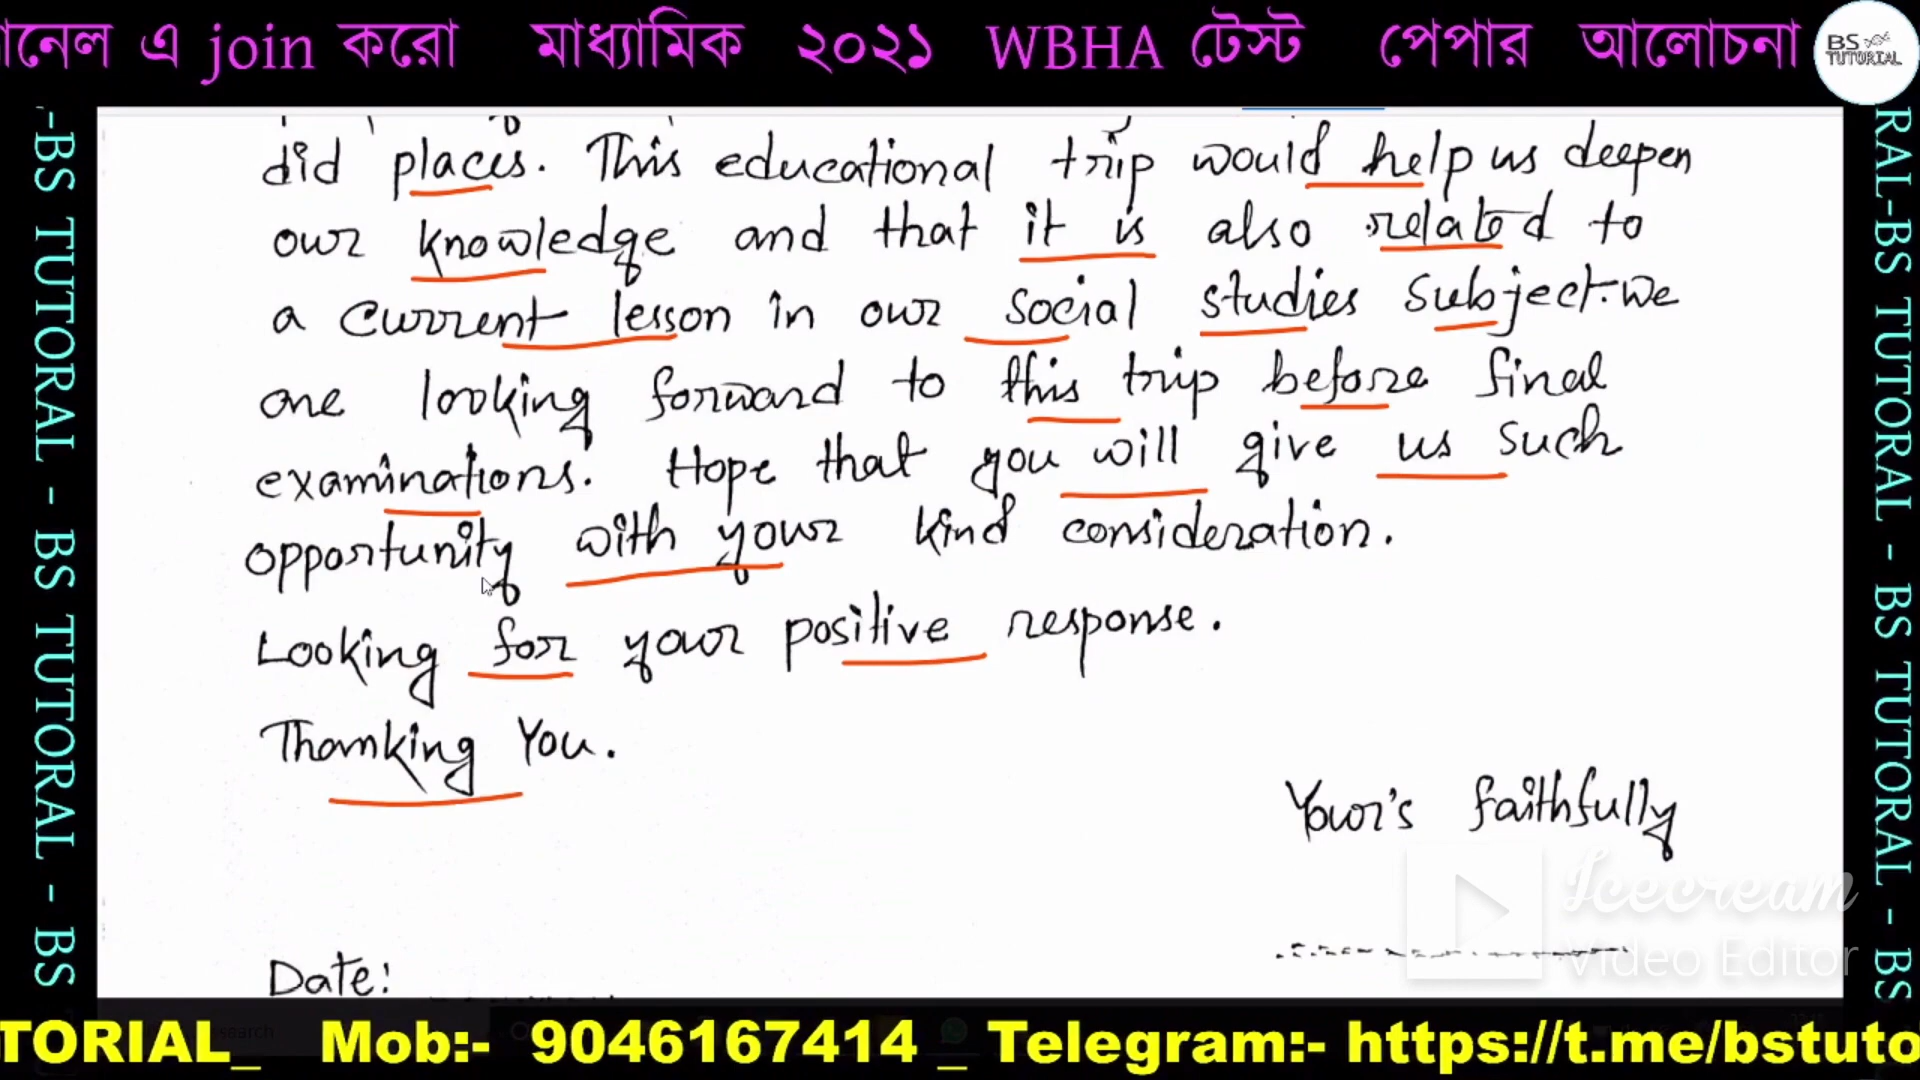 ানেল এ join করো মাধ্যামিক ২০২১ WBHA টেস্ট পেপার আলোচনা
BS TUTORIAL
-BS TUTORAL - BS TUTORAL - BS
RAL-BS TUTORAL - BS TUTORAL - BS
did places. This educational trip would help us deepen
our knowledge and that it is also related to
a current lesson in our social studies subject. We
are looking forward to this trip before final
examinations. Hope that you will give us such
opportunity with your kind consideration.
Looking for your positive response.
Thanking You.
Your's faithfully
Icecream
Video Editor
Date:
TORIAL_ Mob:- 9046167414 _ Telegram:- https://t.me/bstuto